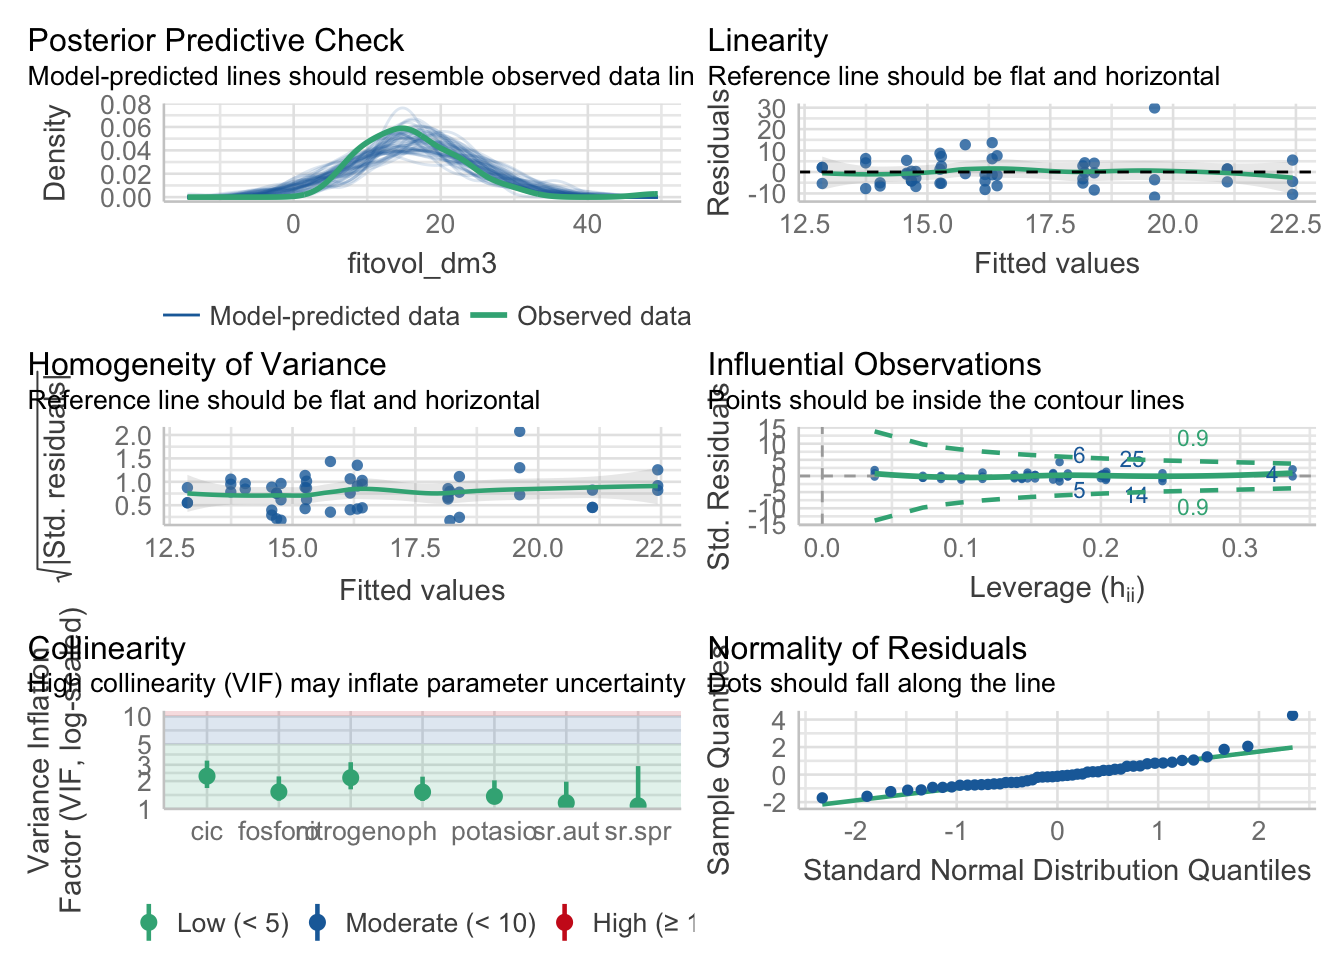 Posterior Predictive Check
Model-predicted lines should resemble observed data lin
Density
0.08
0.06
0.04
0.02
0.00
0 20 40
fitovol_dm3
Model-predicted data Observed data
Linearity
Reference line should be flat and horizontal
Residuals
30
20
10
0
-10
12.5 15.0 17.5 20.0 22.5
Fitted values
Homogeneity of Variance
Reference line should be flat and horizontal
√|Std. residuals|
2.0
1.5
1.0
0.5
12.5 15.0 17.5 20.0 22.5
Fitted values
Influential Observations
Points should be inside the contour lines
Std. Residuals
15
10
5
0
-5
-10
-15
0.9
6 25
4
5 14
0.9
0.0 0.1 0.2 0.3
Leverage (hii)
Collinearity
High collinearity (VIF) may inflate parameter uncertainty
Variance Inflation
Factor (VIF, log-scaled)
10
5
3
2
1
cic fosforo nitrogeno ph potasio sr.aut sr.spr
Low (< 5) Moderate (< 10) High (≥ 1
Normality of Residuals
Dots should fall along the line
Sample Quantiles
4
2
0
-2
-2 -1 0 1 2
Standard Normal Distribution Quantiles